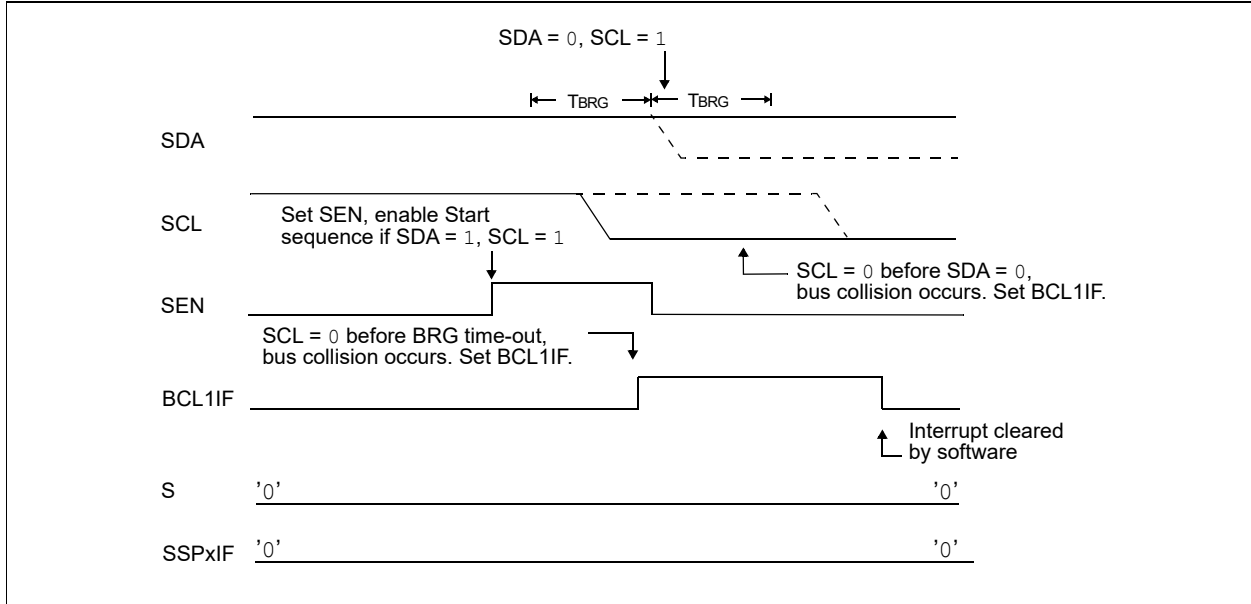 SDA = 0, SCL = 1
TBRG TBRG
SDA
SCL
Set SEN, enable Start
sequence if SDA = 1, SCL = 1
SCL = 0 before SDA = 0,
bus collision occurs. Set BCL1IF.
SEN
SCL = 0 before BRG time-out,
bus collision occurs. Set BCL1IF.
BCL1IF
Interrupt cleared
by software
S '0' '0'
SSPxIF '0' '0'